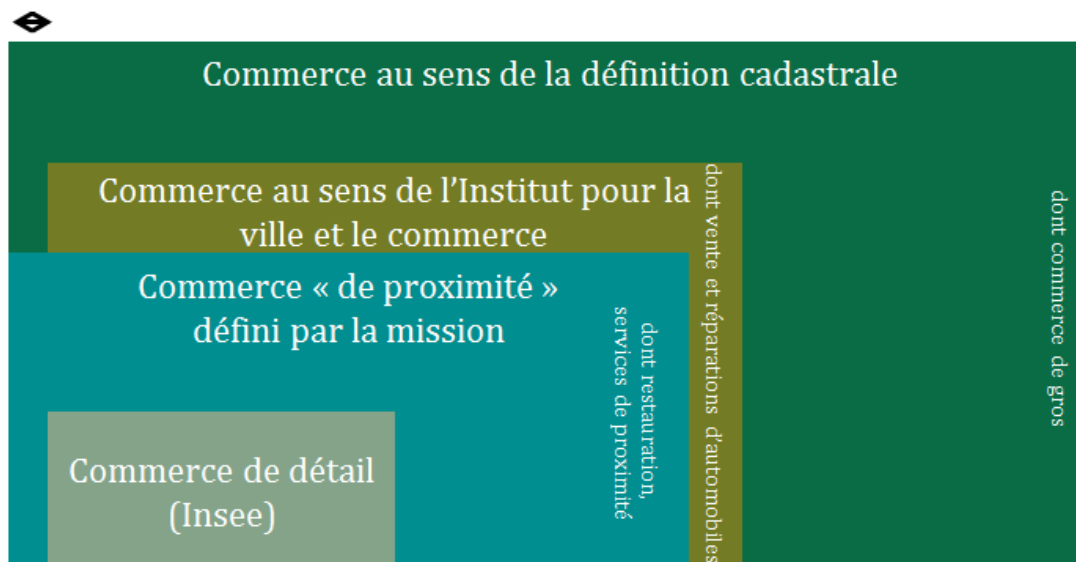 Commerce au sens de la définition cadastrale
Commerce au sens de l’Institut pour la
ville et le commerce
dont vente et réparations d'automobiles
dont commerce de gros
Commerce « de proximité »
défini par la mission
dont restauration,
services de proximité
Commerce de détail
(Insee)